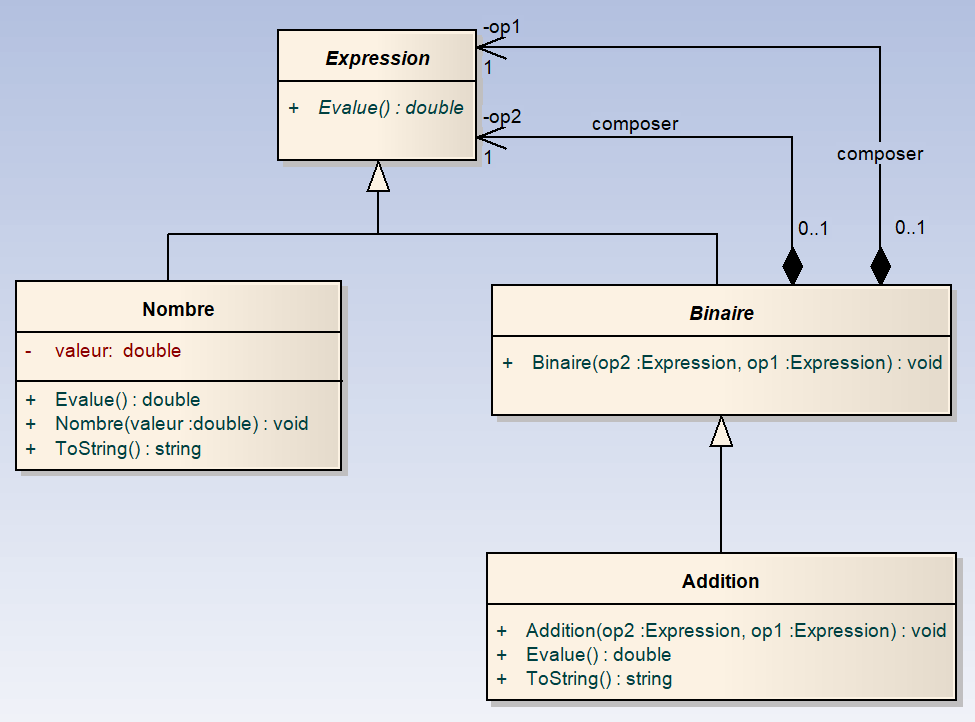 -op1
Expression
1
+ Evalue() : double
-op2
composer
1
composer
0..1
0..1
Nombre
Binaire
- valeur: double
+ Binaire(op2 :Expression, op1 :Expression) : void
+ Evalue() : double
+ Nombre(valeur :double) : void
+ ToString() : string
Addition
+ Addition(op2 :Expression, op1 :Expression) : void
+ Evalue() : double
+ ToString() : string